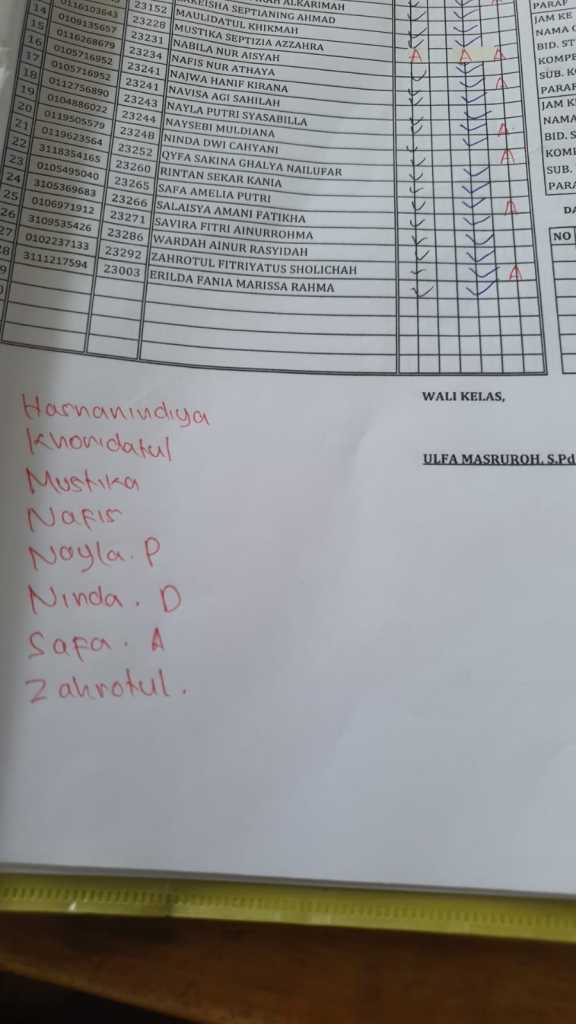 ALKARIMAH
14 0116103643 23152 KEISHA SEPTIANING AHMAD
15 0109135657 23228 MAULIDATUL KHIKMAH
16 0116268679 23231 MUSTIKA SEPTIZIA AZZAHRA
17 0105716952 23234 NABILA NUR AISYAH
18 0105716952 23241 NAFIS NUR ATHAYA A A A
19 0112756890 23241 NAJWA HANIF KIRANA
20 0104886022 23243 NAVISA AGI SAHILAH A
21 0119505579 23244 NAYLA PUTRI SYASABILLA
22 0119623564 23248 NAYSEBI MULDIANA
23 3118354165 23252 NINDA DWI CAHYANI A
24 0105495040 23260 QYFA SAKINA GHALYA NAILUFAR
25 3105369683 23265 RINTAN SEKAR KANIA A
26 0106971912 23266 SAFA AMELIA PUTRI
27 3109535426 23271 SALAISYA AMANI FATIKHA
28 0102237133 23286 SAVIRA FITRI AINURROHMA A
9 3111217594 23292 WARDAH AINUR RASYIDAH
23003 ZAHROTUL FITRIYATUS SHOLICHAH
ERILDA FANIA MARISSA RAHMA A
PARAF
JAM KE
NAMA
BID. ST
KOMPE
SUB. K
PARAF
JAM K
NAMA
BID. S
KOM
SUB.
PARA
DA
NO
WALI KELAS,
ULFA MASRUROH, S.Pd
Harnanindiya
Khoridatul
Mustika
Nafis
Nayla. P
Ninda. D
Safa. A
Zahrotul.